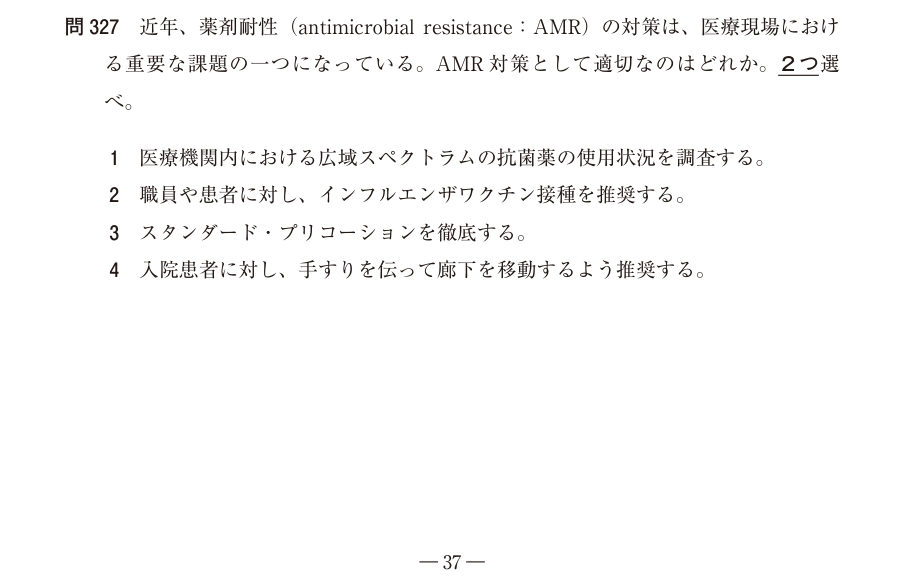 問 327　近年、薬剤耐性（antimicrobial resistance：AMR）の対策は、医療現場におけ
る重要な課題の一つになっている。AMR 対策として適切なのはどれか。２つ選
べ。
1　医療機関内における広域スペクトラムの抗菌薬の使用状況を調査する。
2　職員や患者に対し、インフルエンザワクチン接種を推奨する。
3　スタンダード・プリコーションを徹底する。
4　入院患者に対し、手すりを伝って廊下を移動するよう推奨する。
― 37 ―